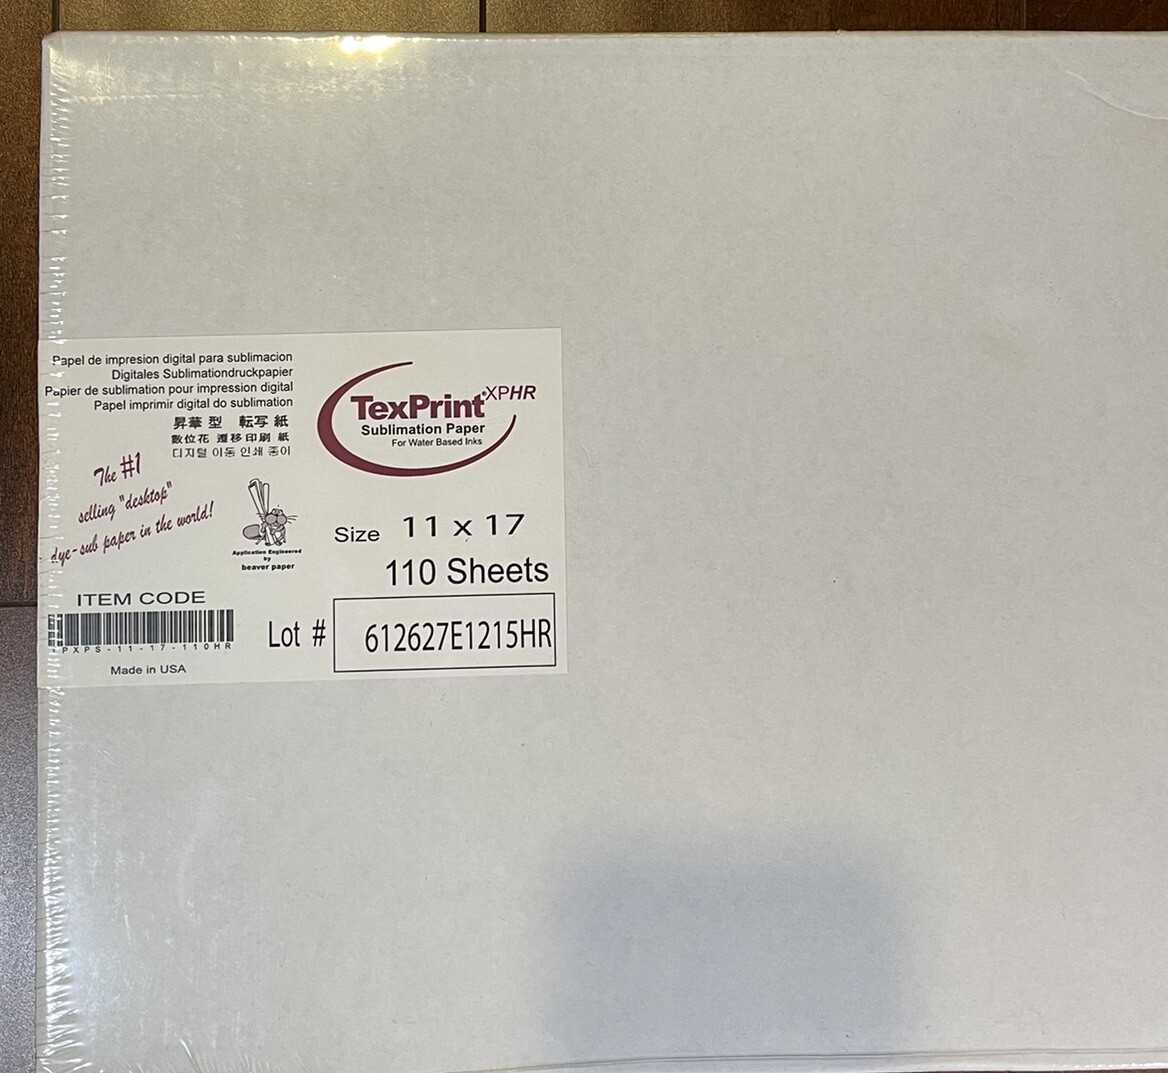 Papel de impresion digital para sublimacion
Digitales Sublimationdruckpapier
Papier de sublimation pour impression digital
Papel imprimir digital do sublimation
昇華型 転写紙
數位花 遷移印刷 紙
디지털 이동 인쇄 종이
The #1
selling "desktop"
dye-sub paper in the world!
TexPrint®XPHR
Sublimation Paper
For Water Based Inks
Application Engineered
by
beaver paper
Size 11 x 17
110 Sheets
ITEM CODE
PXPS-11-17-110HR
Made in USA
Lot # 612627E1215HR